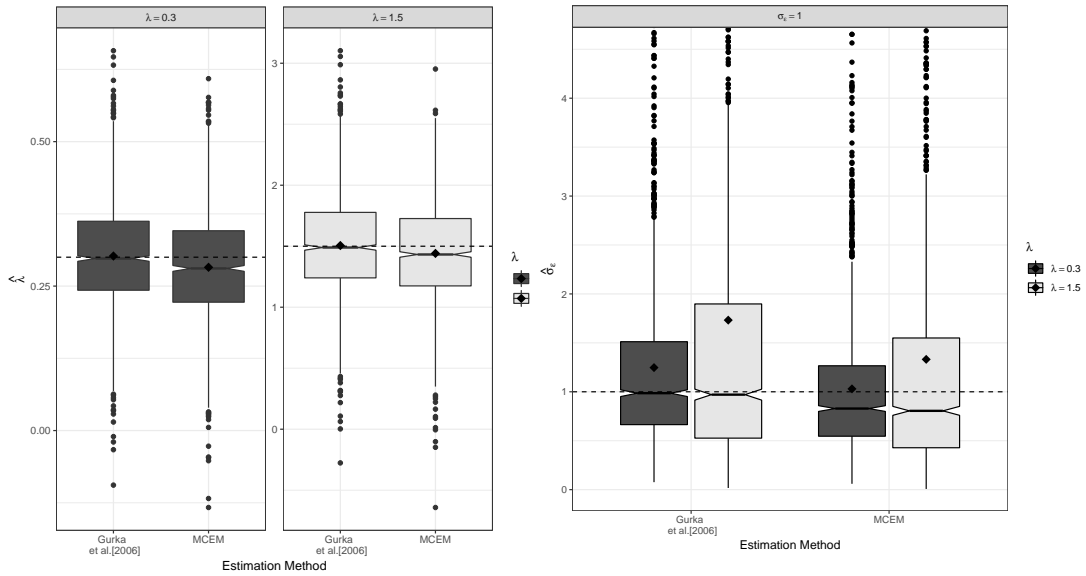 λ = 0.3
λ = 1.5
0.50
0.25
0.00
3
2
1
0
λ̂
Gurka
et al.[2006]
MCEM
Gurka
et al.[2006]
MCEM
Estimation Method
λ
σε = 1
4
3
2
1
0
σ̂ε
Gurka
et al.[2006]
MCEM
Estimation Method
λ
λ = 0.3
λ = 1.5